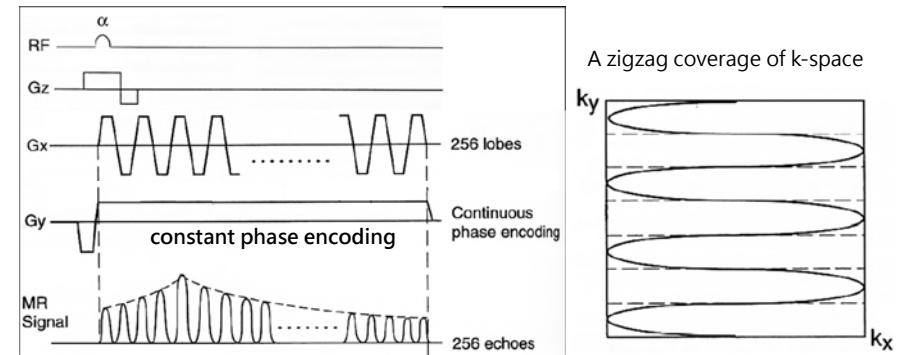 α
RF
Gz
Gx
256 lobes
Gy
constant phase encoding
Continuous
phase encoding
MR
Signal
256 echoes
A zigzag coverage of k-space
ky
kx